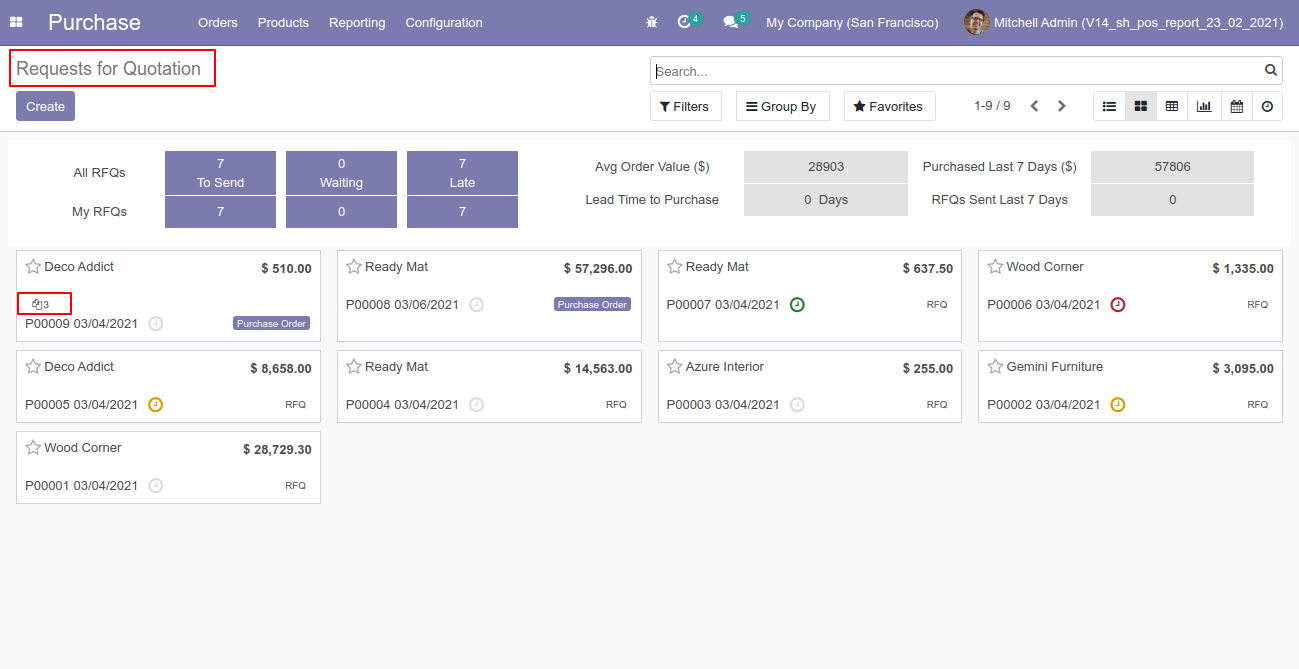 Purchase Orders Products Reporting Configuration 4 5 My Company (San Francisco) Mitchell Admin (V14_sh_pos_report_23_02_2021)
Requests for Quotation
Search...
Create
Filters Group By Favorites 1-9 / 9
All RFQs
7
To Send
0
Waiting
7
Late
My RFQs 7 0 7
Avg Order Value ($) 28903 Purchased Last 7 Days ($) 57806
Lead Time to Purchase 0 Days RFQs Sent Last 7 Days 0
Deco Addict $ 510.00
3
P00009 03/04/2021 Purchase Order
Ready Mat $ 57,296.00
P00008 03/06/2021 Purchase Order
Ready Mat $ 637.50
P00007 03/04/2021 RFQ
Wood Corner $ 1,335.00
P00006 03/04/2021 RFQ
Deco Addict $ 8,658.00
P00005 03/04/2021 RFQ
Ready Mat $ 14,563.00
P00004 03/04/2021 RFQ
Azure Interior $ 255.00
P00003 03/04/2021 RFQ
Gemini Furniture $ 3,095.00
P00002 03/04/2021 RFQ
Wood Corner $ 28,729.30
P00001 03/04/2021 RFQ